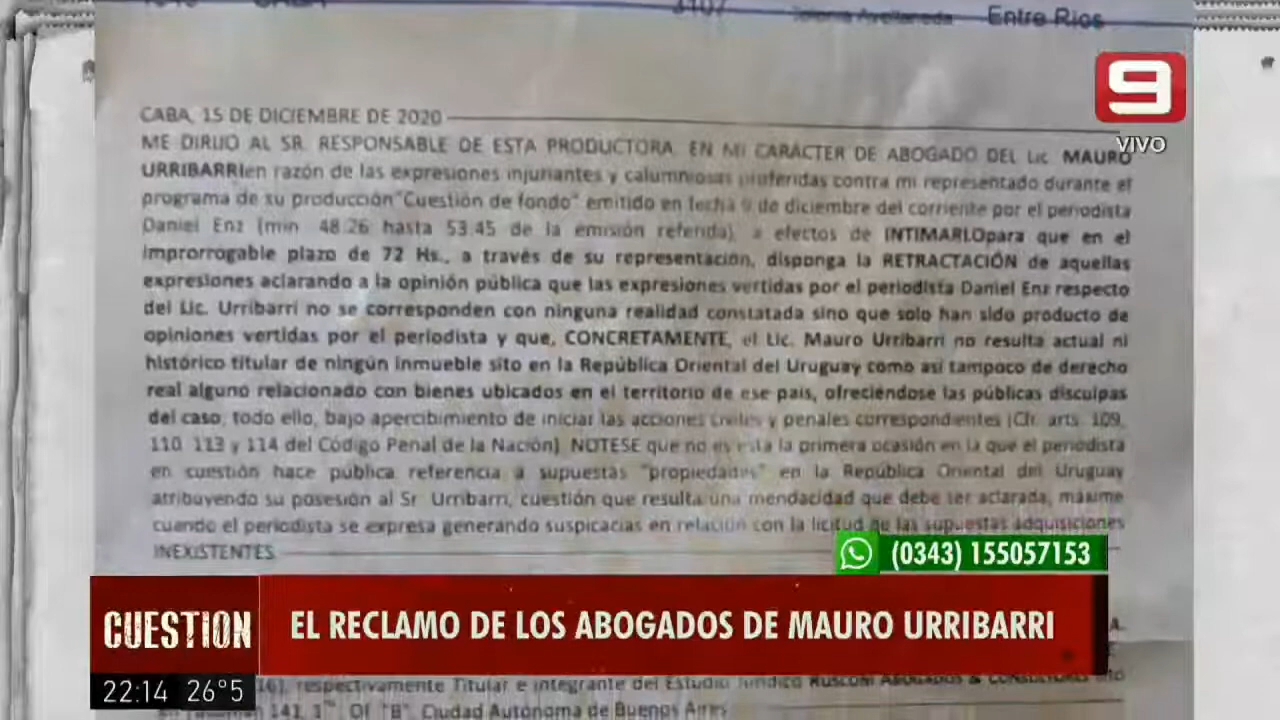 3107
Entre Rios
9
VIVO
CABA, 15 DE DICIEMBRE DE 2020
ME DIRIJO AL SR. RESPONSABLE DE ESTA PRODUCTORA, EN MI CARÁCTER DE ABOGADO DEL Lic. MAURO
URRIBARRIen razón de las expresiones injuriantes y calumniosas proferidas contra mi representado durante el
programa de su producción"Cuestión de fondo" emitido en fecha 9 de diciembre del corriente por el periodista
Daniel Enz (min. 48.26 hasta 53.45 de la emisión referida), a efectos de INTIMARLOpara que en el
improrrogable plazo de 72 Hs., a través de su representación, disponga la RETRACTACIÓN de aquellas
expresiones aclarando a la opinión pública que las expresiones vertidas por el periodista Daniel Enz respecto
del Lic. Urribarri no se corresponden con ninguna realidad constatada sino que solo han sido producto de
opiniones vertidas por el periodista y que, CONCRETAMENTE, el Lic. Mauro Urribarri no resulta actual ni
histórico titular de ningún inmueble sito en la República Oriental del Uruguay como así tampoco de derecho
real alguno relacionado con bienes ubicados en el territorio de ese país, ofreciéndose las públicas disculpas
del caso, todo ello, bajo apercibimiento de iniciar las acciones civiles y penales correspondientes (Cfr. arts. 109,
110, 113 y 114 del Código Penal de la Nación). NOTESE que no es esta la primera ocasión en la que el periodista
en cuestión hace pública referencia a supuestas "propiedades" en la República Oriental del Uruguay
atribuyendo su posesión al Sr. Urribarri, cuestión que resulta una mendacidad que debe ser aclarada, máxime
cuando el periodista se expresa generando suspicacias en relación con la licitud de las supuestas adquisiciones
INEXISTENTES
(0343) 155057153
CUESTION
EL RECLAMO DE LOS ABOGADOS DE MAURO URRIBARRI
22:14 26°5
16), respectivamente Titular e integrante del Estudio Jurídico RUSCONI ABOGADOS &
141, 1 Of "B", Ciudad Autónoma de Buenos Aires